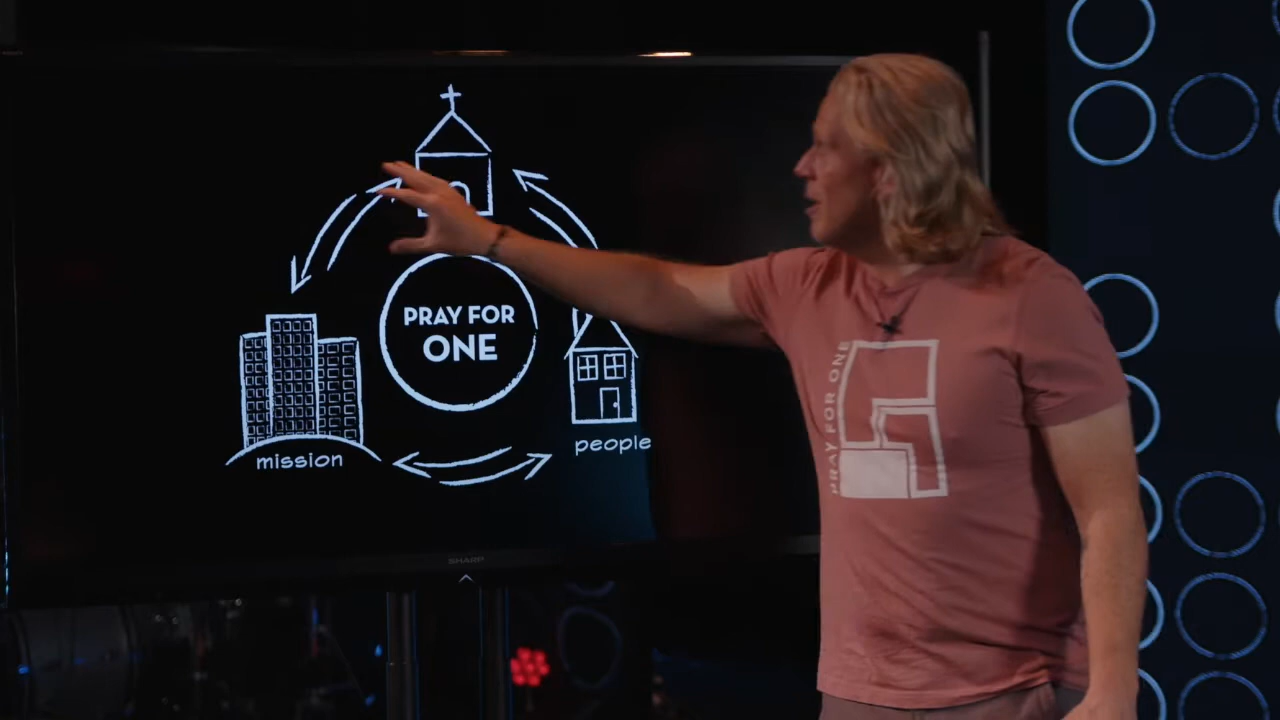 PRAY FOR
ONE
mission
people
SHARP
PRAY FOR ONE